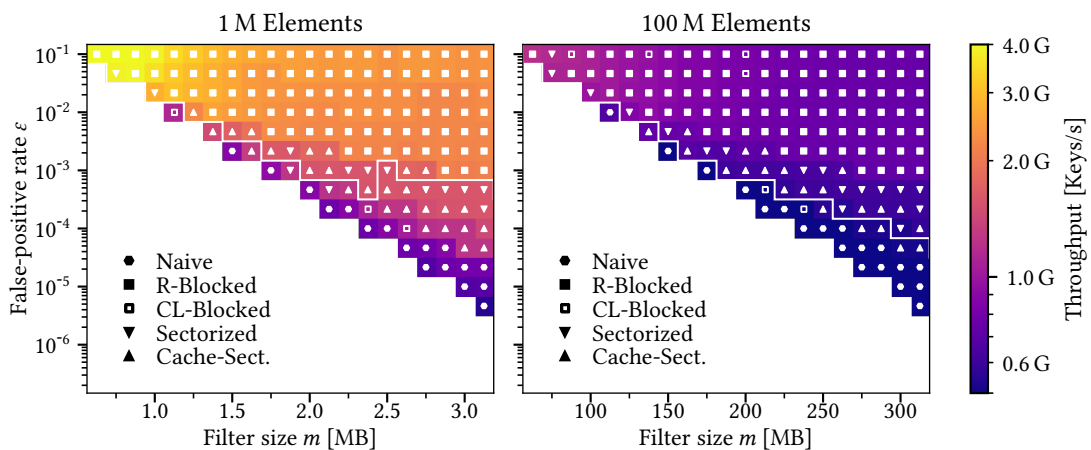 1 M Elements
100 M Elements
False-positive rate ε
10⁻¹
10⁻²
10⁻³
10⁻⁴
10⁻⁵
10⁻⁶
Naive
R-Blocked
CL-Blocked
Sectorized
Cache-Sect.
1.0 1.5 2.0 2.5 3.0
Filter size m [MB]
Naive
R-Blocked
CL-Blocked
Sectorized
Cache-Sect.
100 150 200 250 300
Filter size m [MB]
4.0 G
3.0 G
2.0 G
1.0 G
0.6 G
Throughput [Keys/s]